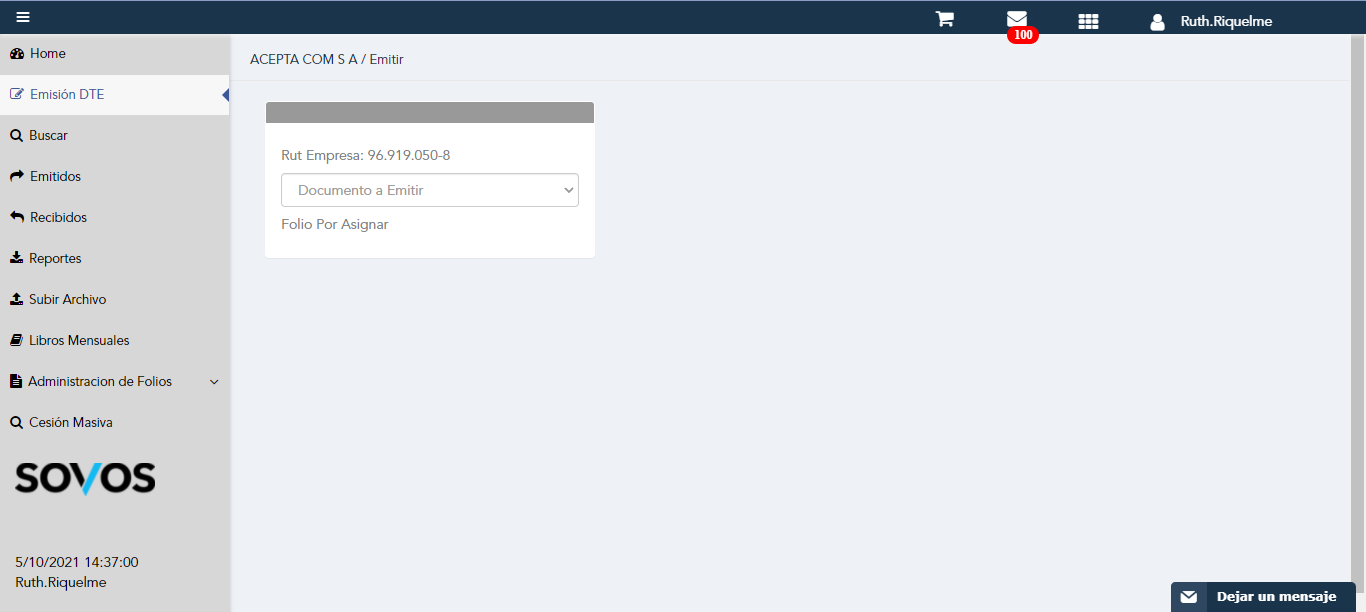 100
Ruth.Riquelme
Home
Emisión DTE
Buscar
Emitidos
Recibidos
Reportes
Subir Archivo
Libros Mensuales
Administracion de Folios
Cesión Masiva
SOVOS
5/10/2021 14:37:00
Ruth.Riquelme
ACEPTA COM S A / Emitir
Rut Empresa: 96.919.050-8
Documento a Emitir
Folio Por Asignar
Dejar un mensaje